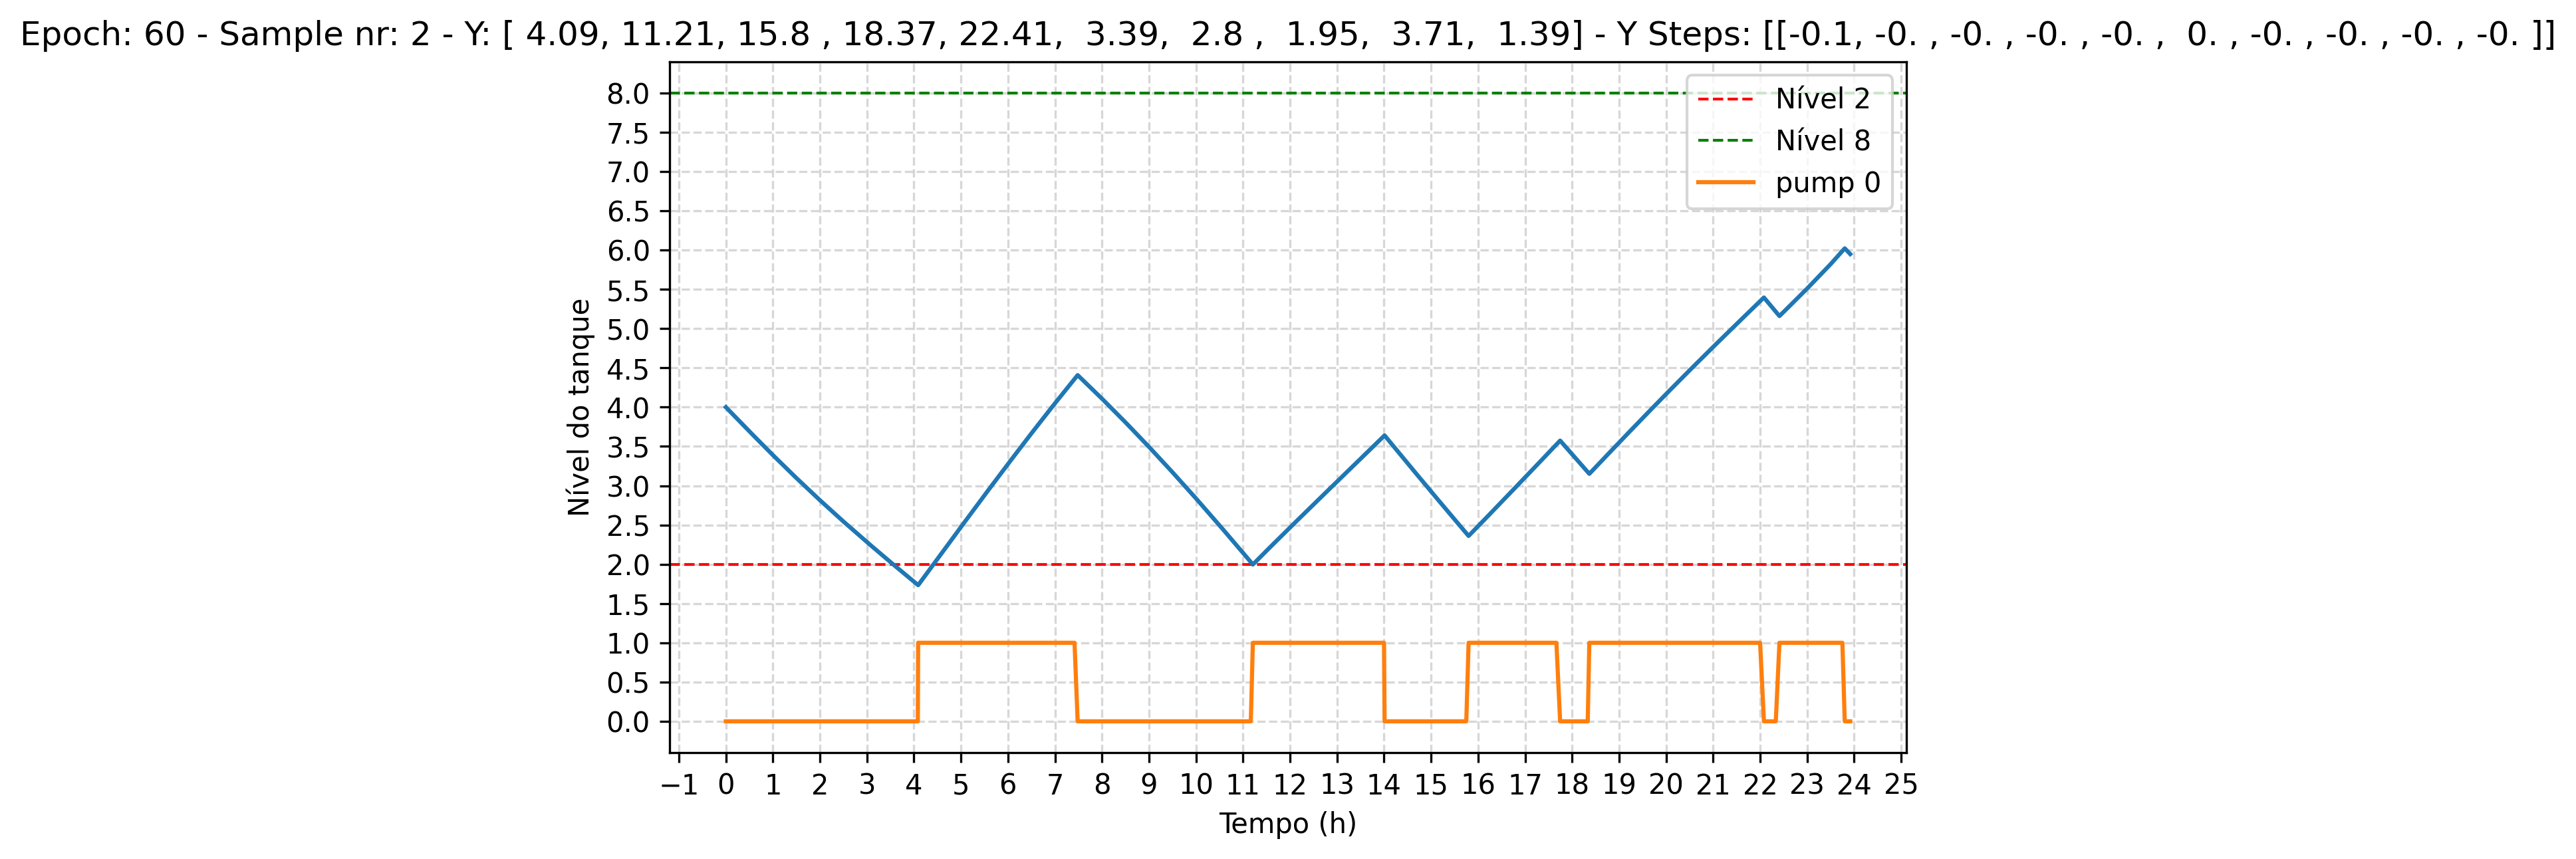 Epoch: 60 - Sample nr: 2 - Y: [ 4.09, 11.21, 15.8 , 18.37, 22.41,  3.39,  2.8 ,  1.95,  3.71,  1.39] - Y Steps: [[-0.1, -0. , -0. , -0. , -0. ,  0. , -0. , -0. , -0. , -0. ]]
Nível 2
Nível 8
pump 0
Nível do tanque
8.0
7.5
7.0
6.5
6.0
5.5
5.0
4.5
4.0
3.5
3.0
2.5
2.0
1.5
1.0
0.5
0.0
−1 0 1 2 3 4 5 6 7 8 9 10 11 12 13 14 15 16 17 18 19 20 21 22 23 24 25
Tempo (h)